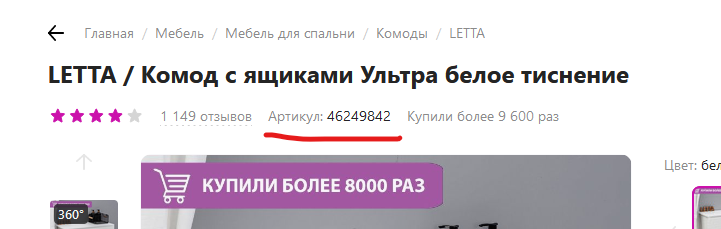 Главная / Мебель / Мебель для спальни / Комоды / LETTA
LETTA / Комод с ящиками Ультра белое тиснение
1 149 отзывов Артикул: 46249842 Купили более 9 600 раз
КУПИЛИ БОЛЕЕ 8000 РАЗ
Цвет: бел
360°